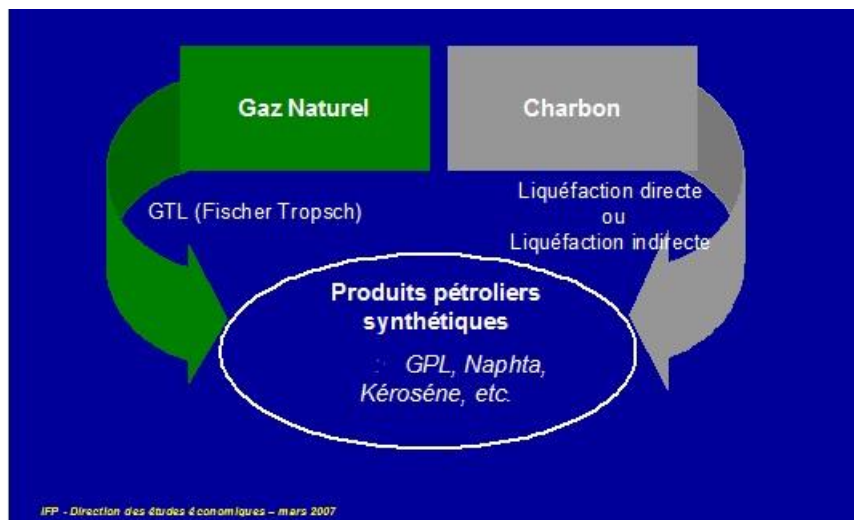 Gaz Naturel
Charbon
GTL (Fischer Tropsch)
Liquéfaction directe
ou
Liquéfaction indirecte
Produits pétroliers
synthétiques
: GPL, Naphta,
Kéroséne, etc.
IFP - Direction des études économiques – mars 2007